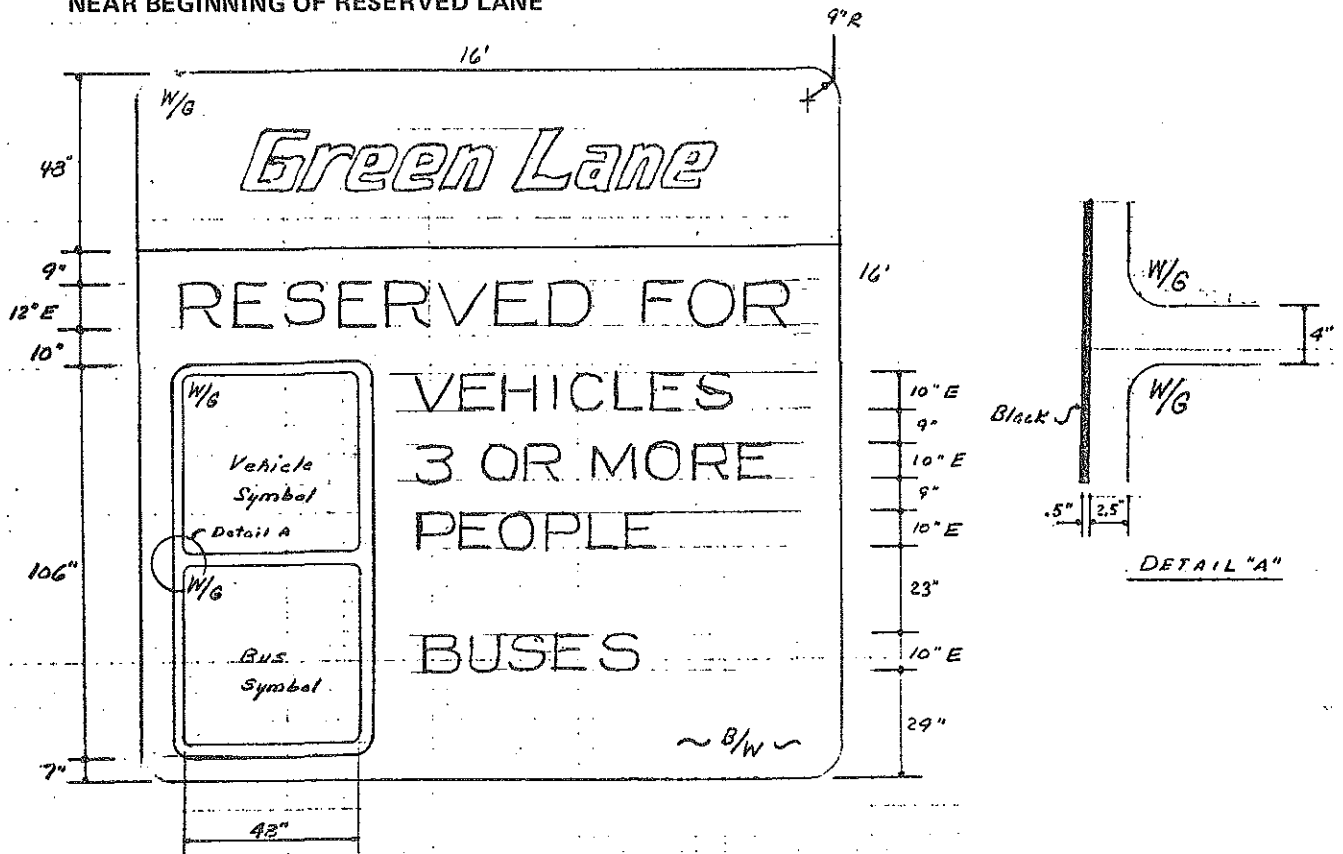 NEAR BEGINNING OF RESERVED LANE
9"R
16'
W/G
48"
Green Lane
9"
16'
12"E
RESERVED FOR
10"
W/G
VEHICLES
10"E
9"
Vehicle
Symbol
3 OR MORE
10"E
9"
Detail A
PEOPLE
10"E
106"
W/G
23"
Bus
Symbol
BUSES
10"E
29"
~ B/W ~
7"
48"
W/G
4"
W/G
Black
.5" 2.5"
DETAIL "A"